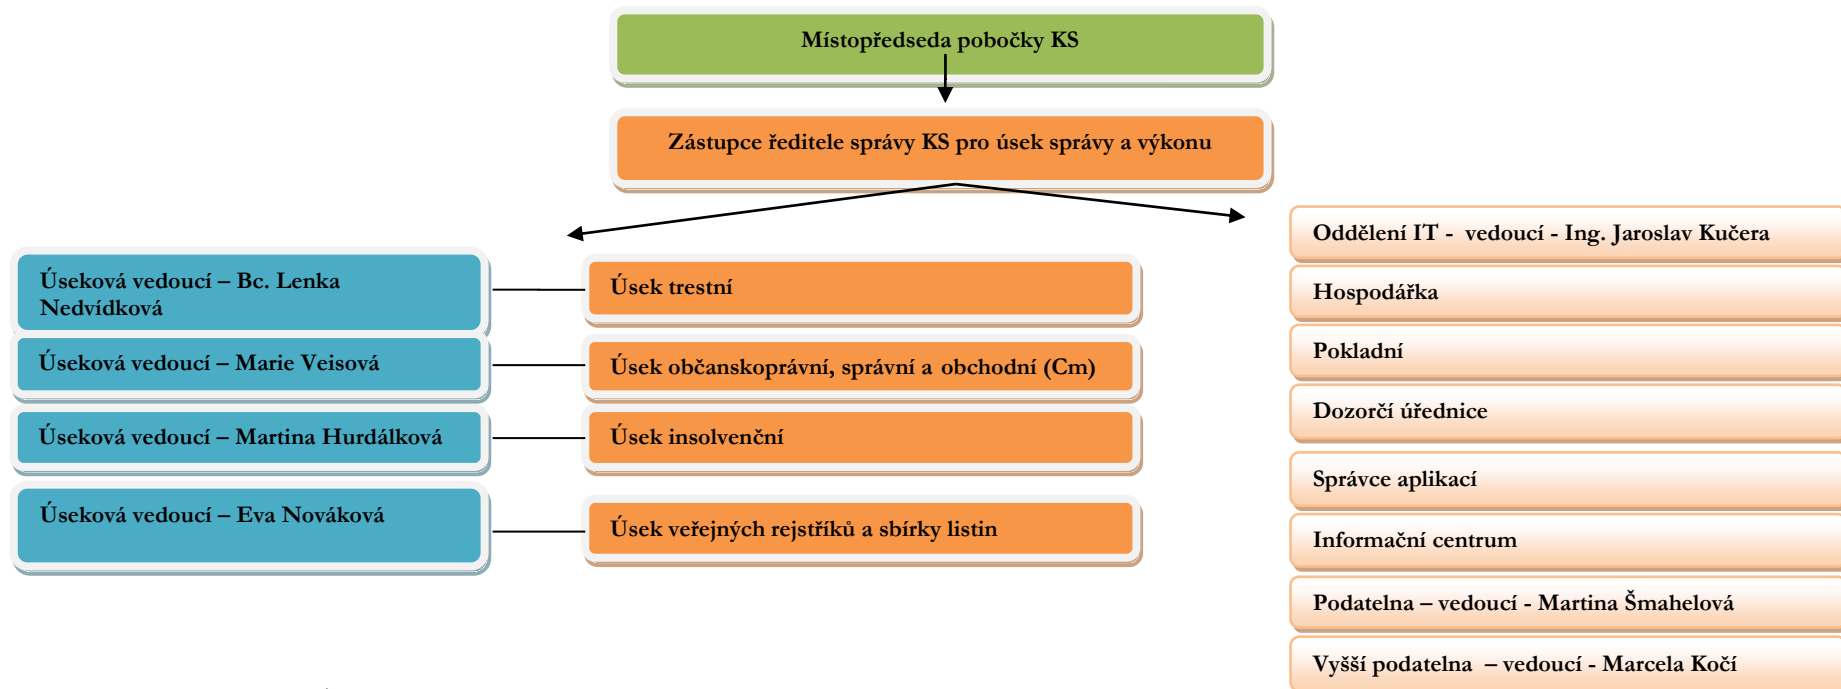 Místopředseda pobočky KS
Zástupce ředitele správy KS pro úsek správy a výkonu
Úseková vedoucí – Bc. Lenka
Nedvídková
Úsek trestní
Úseková vedoucí – Marie Veisová
Úsek občanskoprávní, správní a obchodní (Cm)
Úseková vedoucí – Martina Hurdálková
Úsek insolvenční
Úseková vedoucí – Eva Nováková
Úsek veřejných rejstříků a sbírky listin
Oddělení IT - vedoucí - Ing. Jaroslav Kučera
Hospodářka
Pokladní
Dozorčí úřednice
Správce aplikací
Informační centrum
Podatelna – vedoucí - Martina Šmahelová
Vyšší podatelna – vedoucí - Marcela Kočí